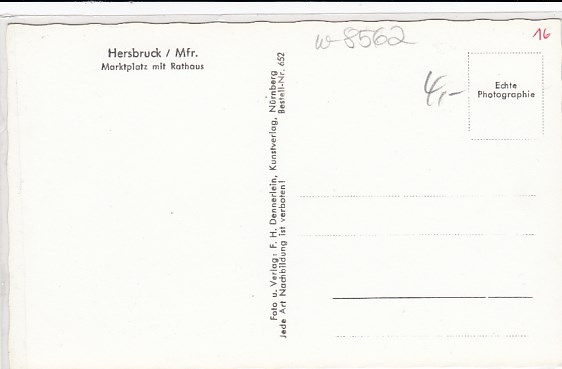 Hersbruck / Mfr.
Marktplatz mit Rathaus
w-8562
16
4,-
Echte
Photographie
Foto u. Verlag: F. H. Dennerlein, Kunstverlag, Nürnberg
Jede Art Nachbildung ist verboten! Bestell-Nr. 652